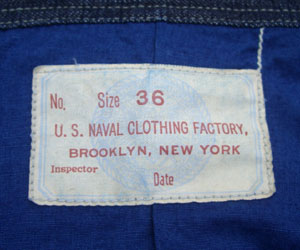 No. Size 36
U. S. NAVAL CLOTHING FACTORY,
BROOKLYN, NEW YORK
Inspector
Date